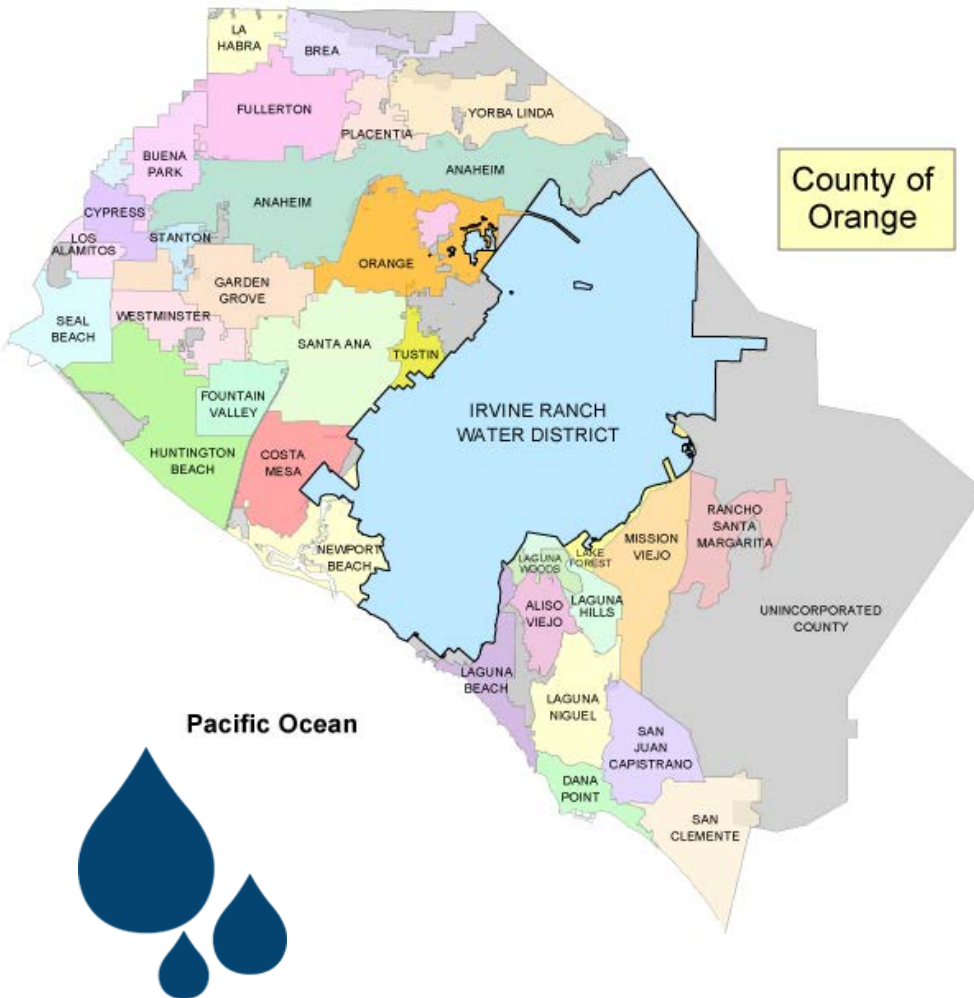 LA
HABRA
BREA
FULLERTON
PLACENTIA
YORBA LINDA
BUENA
PARK
ANAHEIM
ANAHEIM
County of
Orange
CYPRESS
LOS
ALAMITOS
STANTON
ORANGE
GARDEN
GROVE
SEAL
BEACH
WESTMINSTER
SANTA ANA
TUSTIN
FOUNTAIN
VALLEY
IRVINE RANCH
WATER DISTRICT
HUNTINGTON
BEACH
COSTA
MESA
NEWPORT
BEACH
LAGUNA
WOODS
LAKE
FOREST
MISSION
VIEJO
RANCHO
SANTA
MARGARITA
ALISO
VIEJO
LAGUNA
HILLS
UNINCORPORATED
COUNTY
LAGUNA
BEACH
LAGUNA
NIGUEL
Pacific Ocean
SAN
JUAN
CAPISTRANO
DANA
POINT
SAN
CLEMENTE